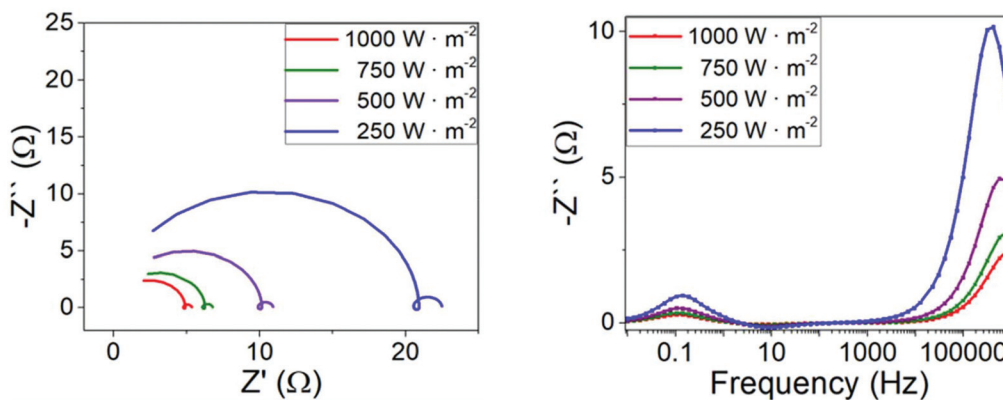 25
20
15
10
5
0
-Z`` (Ω)
1000 W · m-2
750 W · m-2
500 W · m-2
250 W · m-2
0 10 20
Z' (Ω)
10
5
0
-Z`` (Ω)
1000 W · m-2
750 W · m-2
500 W · m-2
250 W · m-2
0.1 10 1000 100000
Frequency (Hz)